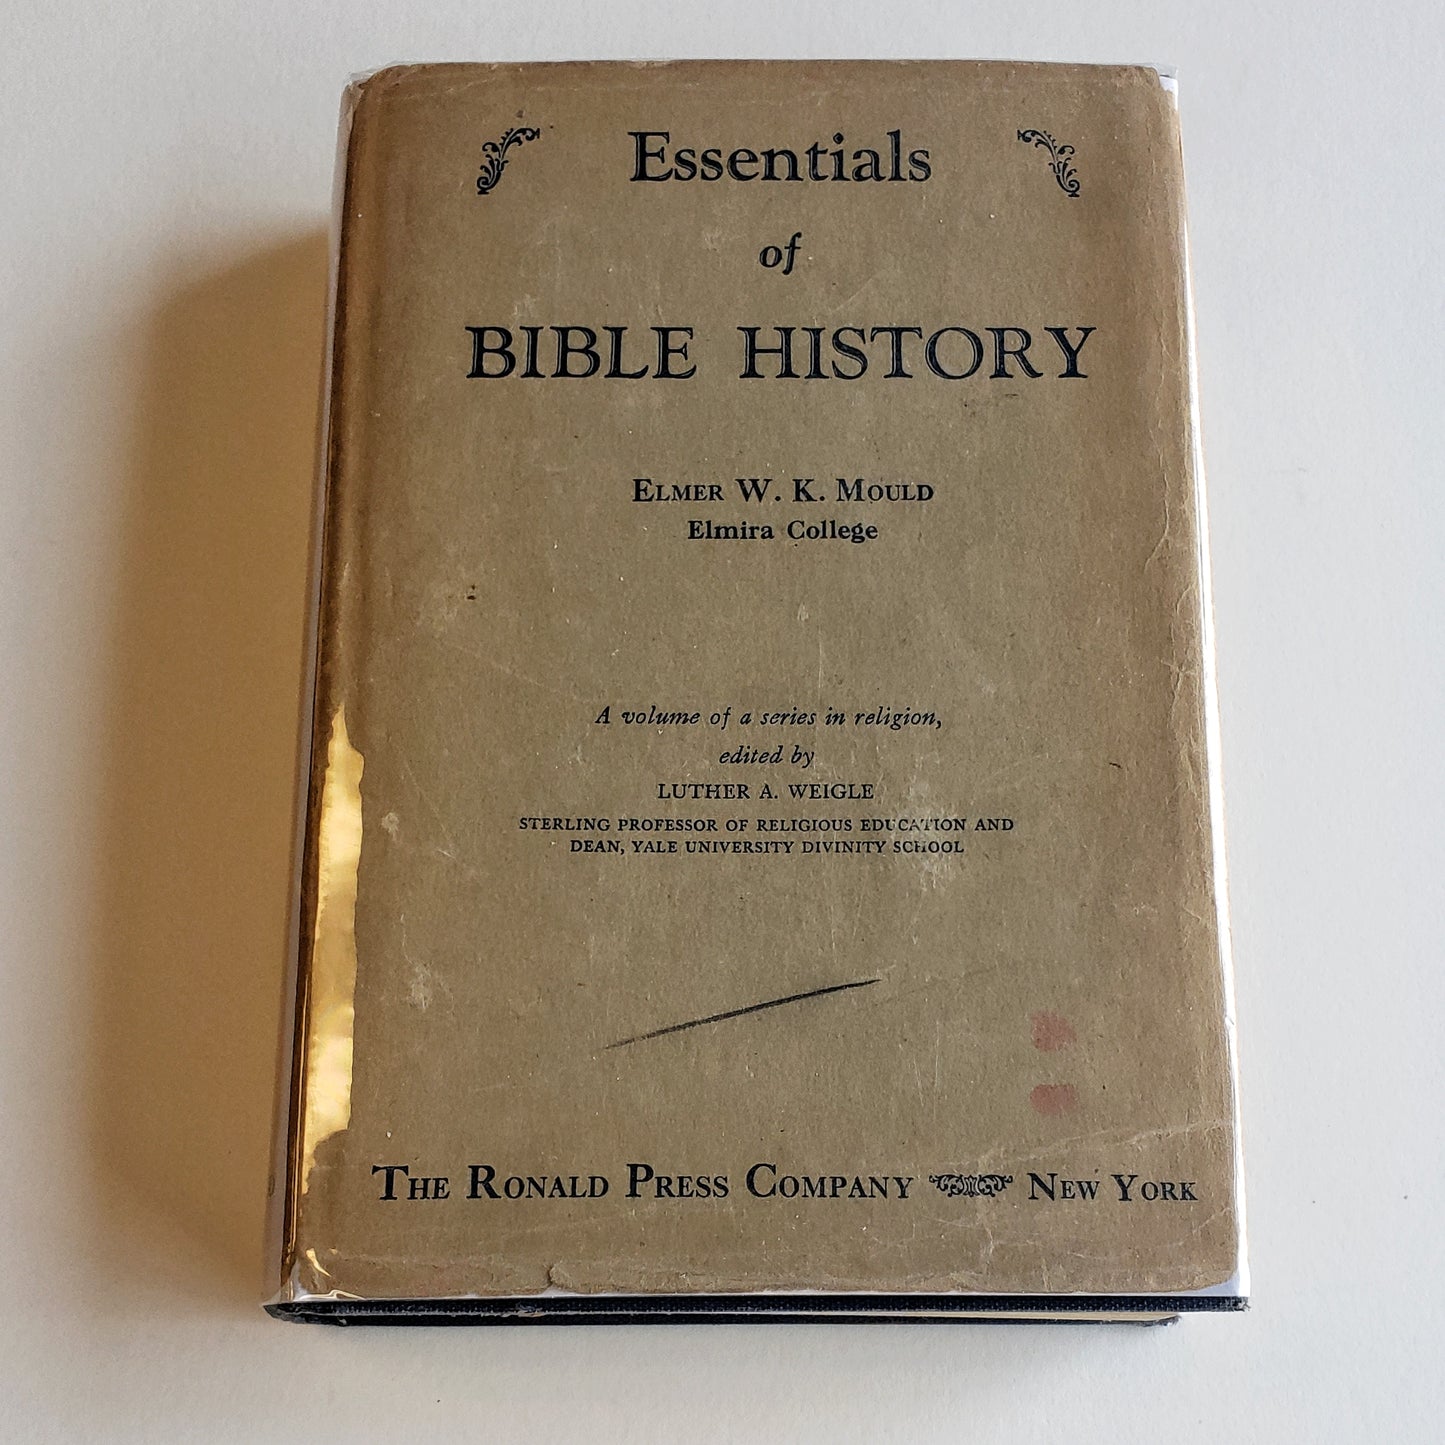 Essentials
of
BIBLE HISTORY
ELMER W. K. MOULD
Elmira College
A volume of a series in religion,
edited by
LUTHER A. WEIGLE
STERLING PROFESSOR OF RELIGIOUS EDUCATION AND
DEAN, YALE UNIVERSITY DIVINITY SCHOOL
THE RONALD PRESS COMPANY NEW YORK